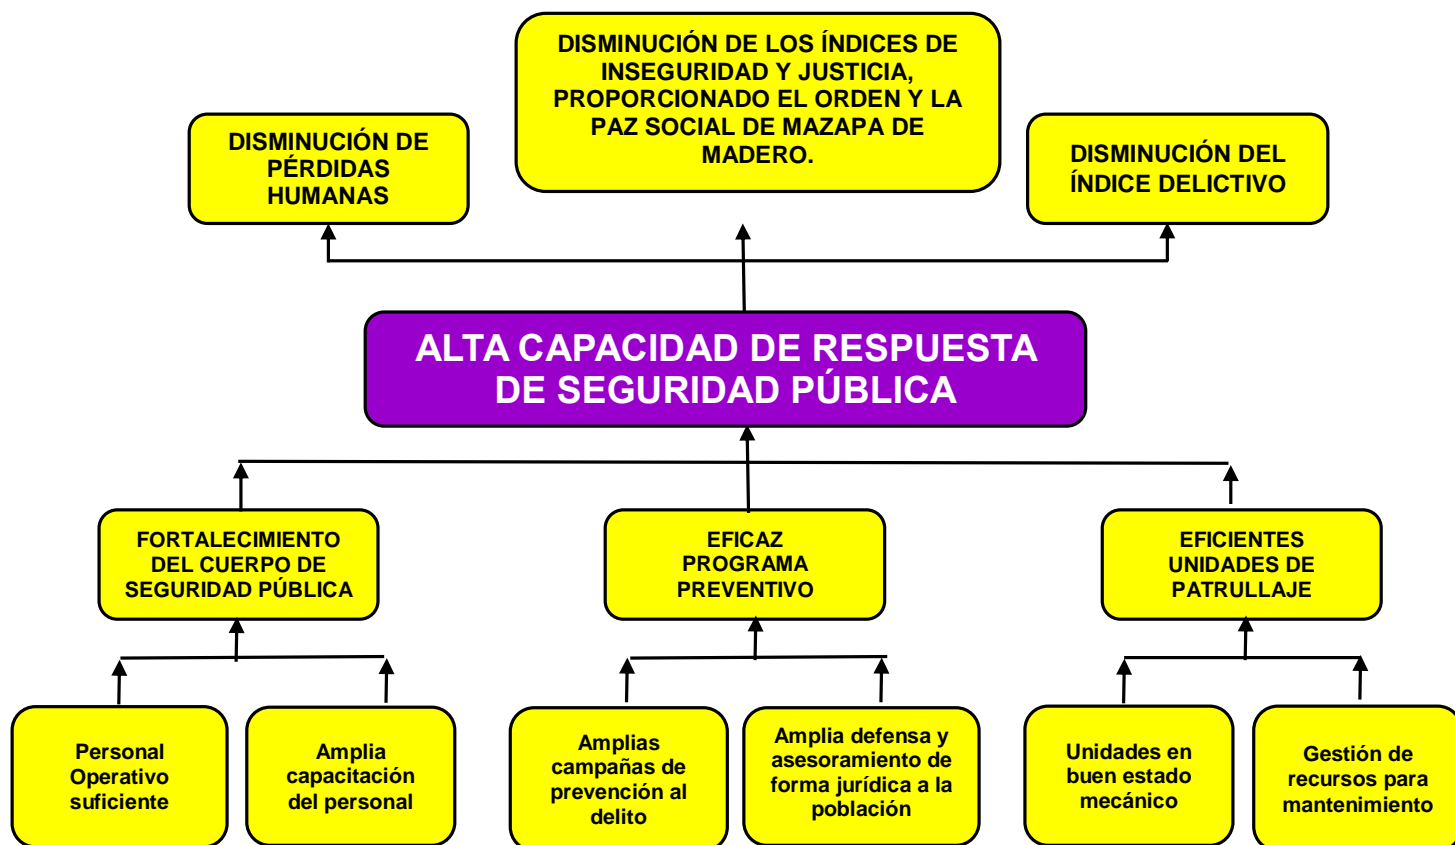 DISMINUCIÓN DE LOS ÍNDICES DE
INSEGURIDAD Y JUSTICIA,
PROPORCIONADO EL ORDEN Y LA
PAZ SOCIAL DE MAZAPA DE
MADERO.
DISMINUCIÓN DE
PÉRDIDAS
HUMANAS
DISMINUCIÓN DEL
ÍNDICE DELICTIVO
ALTA CAPACIDAD DE RESPUESTA
DE SEGURIDAD PÚBLICA
FORTALECIMIENTO
DEL CUERPO DE
SEGURIDAD PÚBLICA
EFICAZ
PROGRAMA
PREVENTIVO
EFICIENTES
UNIDADES DE
PATRULLAJE
Personal
Operativo
suficiente
Amplia
capacitación
del personal
Amplias
campañas de
prevención al
delito
Amplia defensa y
asesoramiento de
forma jurídica a la
población
Unidades en
buen estado
mecánico
Gestión de
recursos para
mantenimiento